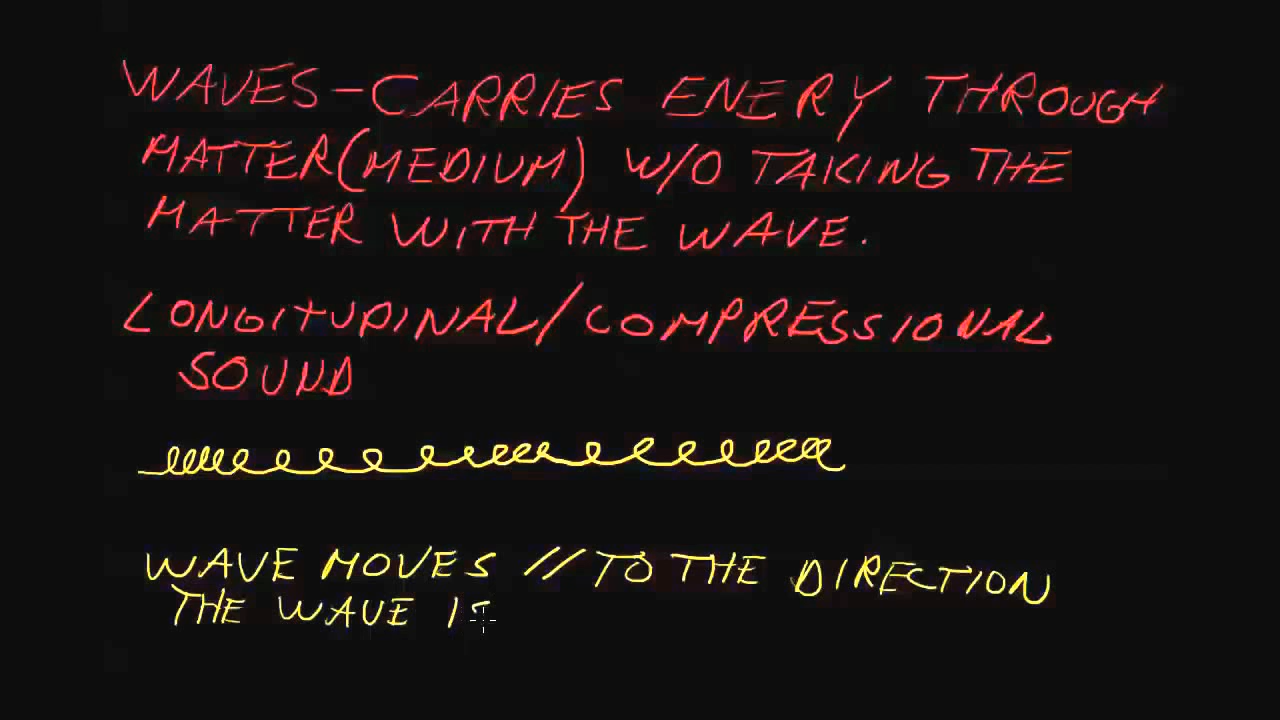 WAVES-CARRIES ENERY THROUGH
MATTER(MEDIUM) W/O TAKING THE
MATTER WITH THE WAVE.
LONGITUDINAL/COMPRESSIONAL
SOUND
WAVE MOVES // TO THE DIRECTION
THE WAVE IS